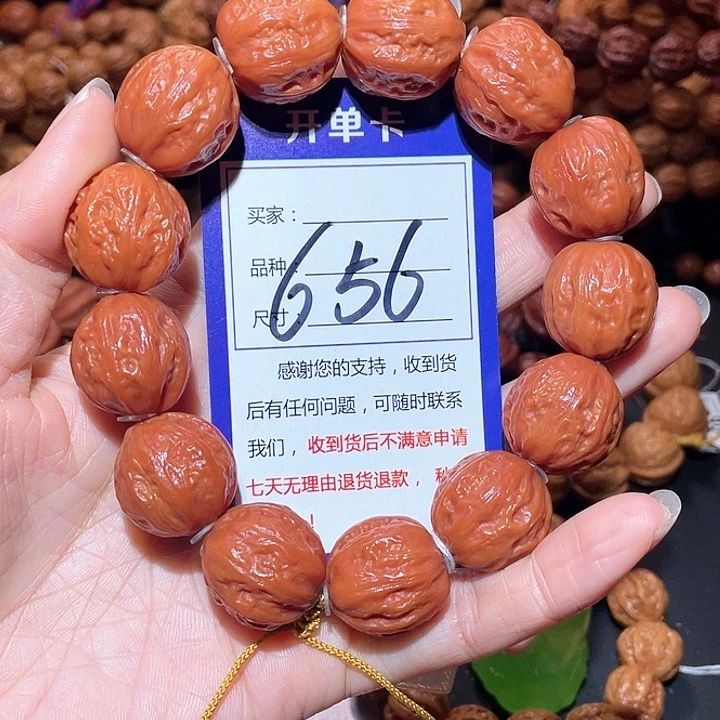 开单卡
买家：
品种：
656
尺寸：
感谢您的支持，收到货
后有任何问题，可随时联系
我们，收到货后不满意申请
七天无理由退货退款，
！